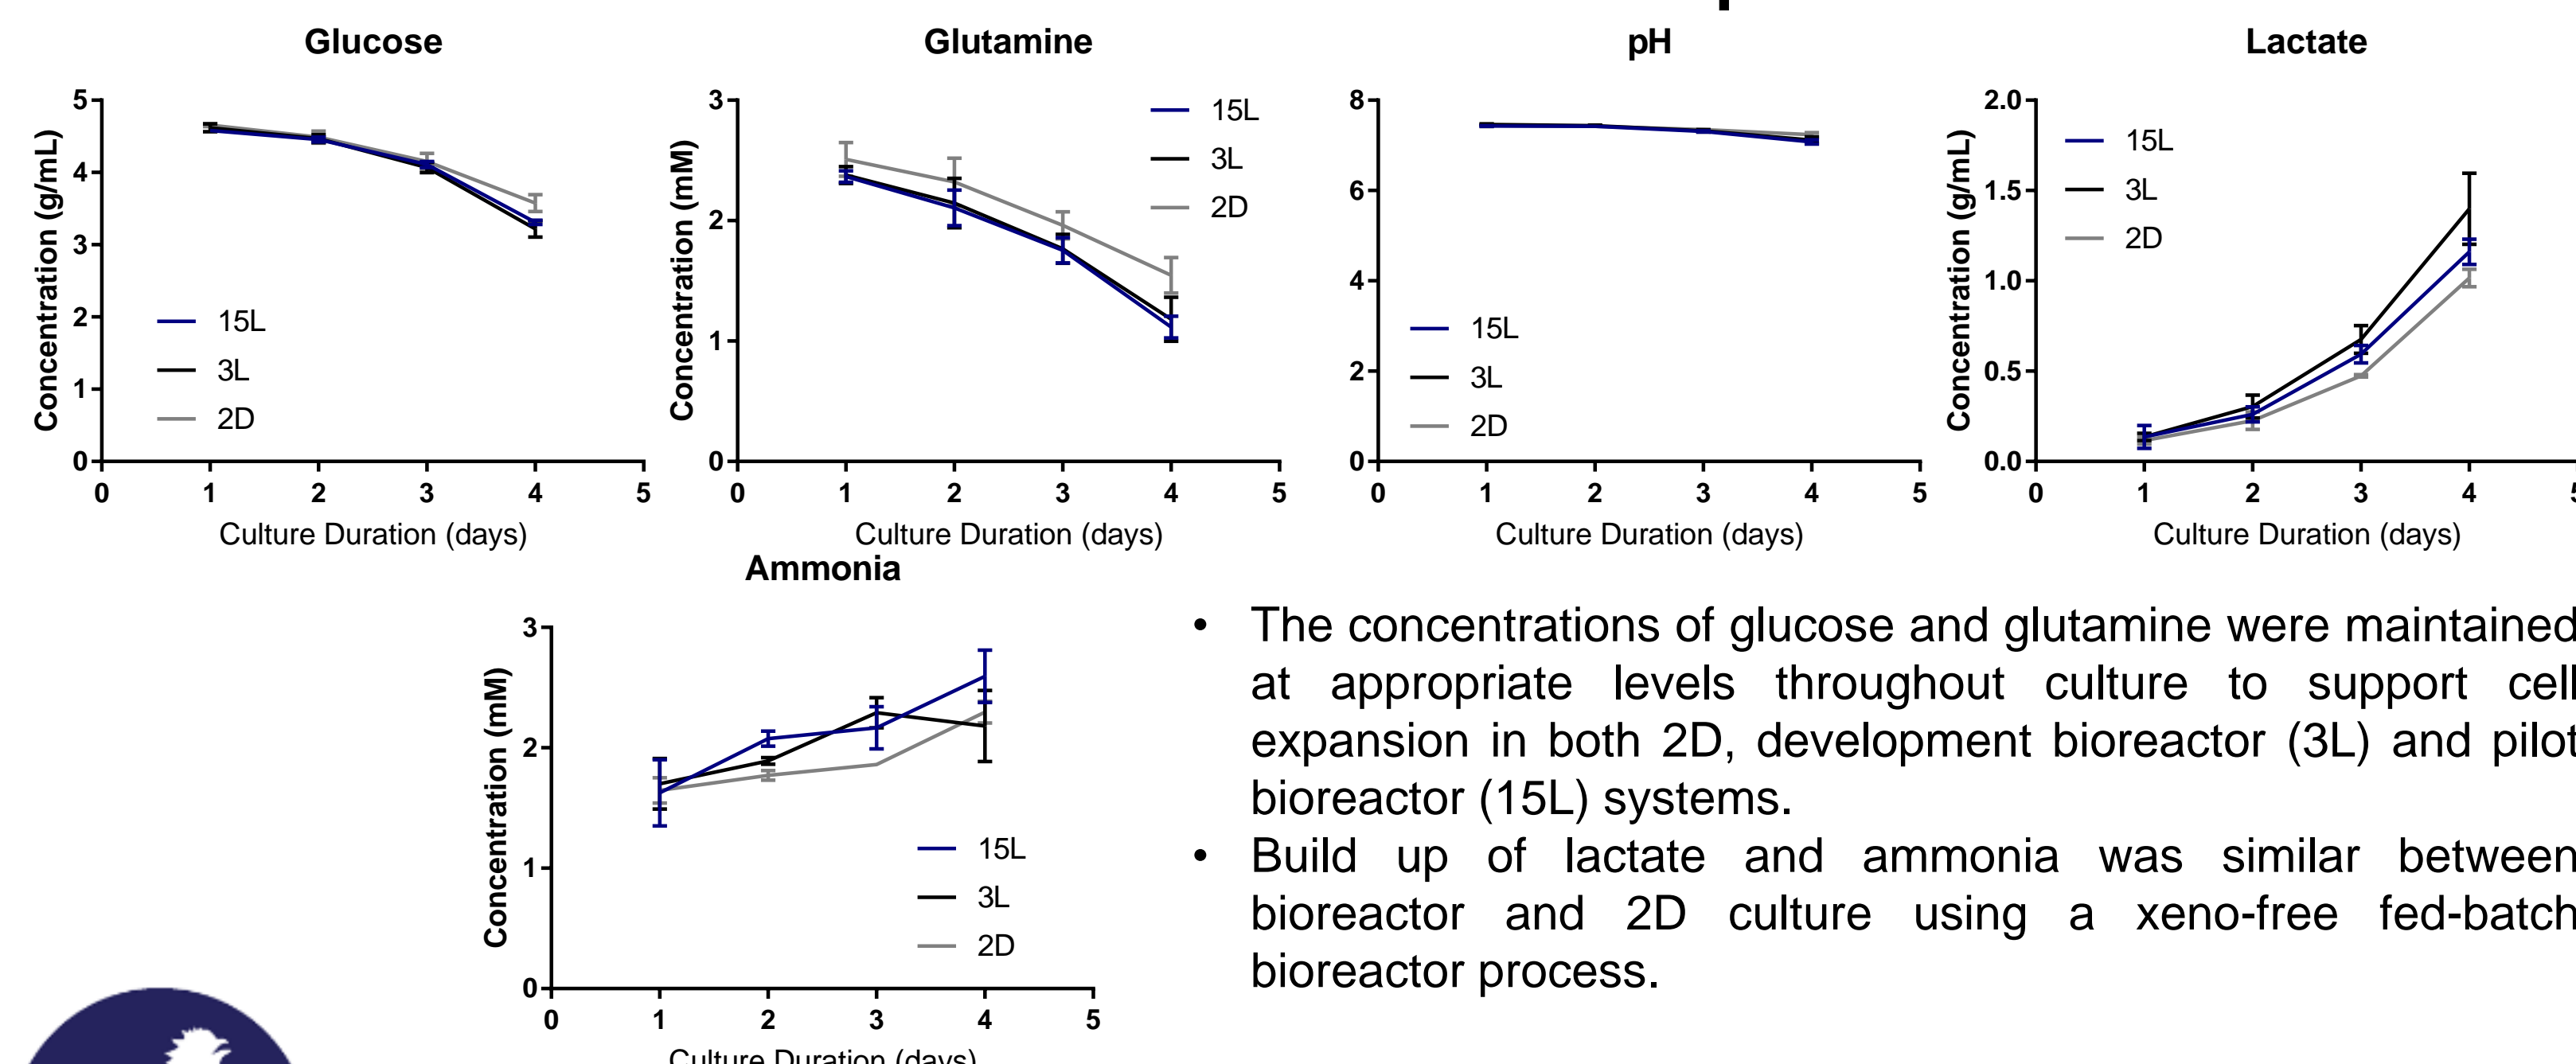 Glucose
Concentration (g/mL)
5
4
3
2
1
0
15L
3L
2D
0 1 2 3 4 5
Culture Duration (days)
Glutamine
Concentration (mM)
3
2
1
0
15L
3L
2D
0 1 2 3 4 5
Culture Duration (days)
pH
8
6
4
2
0
15L
3L
2D
0 1 2 3 4 5
Culture Duration (days)
Lactate
Concentration (g/mL)
2.0
1.5
1.0
0.5
0.0
15L
3L
2D
0 1 2 3 4 5
Culture Duration (days)
Ammonia
Concentration (mM)
3
2
1
0
15L
3L
2D
0 1 2 3 4 5
Culture Duration (days)
• The concentrations of glucose and glutamine were maintained
at appropriate levels throughout culture to support cell
expansion in both 2D, development bioreactor (3L) and pilot
bioreactor (15L) systems.
• Build up of lactate and ammonia was similar between
bioreactor and 2D culture using a xeno-free fed-batch
bioreactor process.